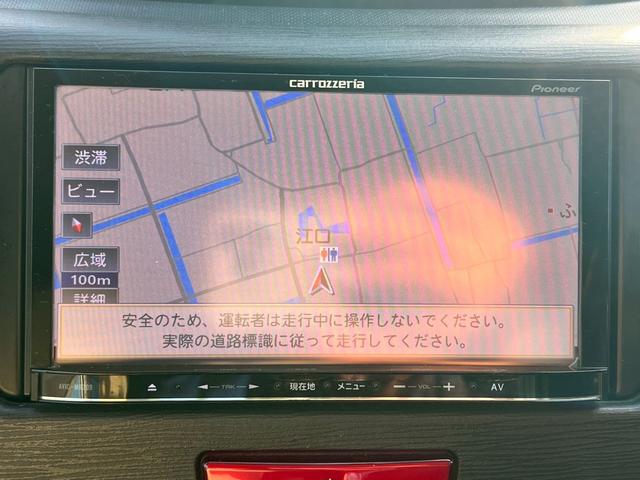 carrozzeria
Pioneer
渋滞
ビュー
ふ
江口
広域
100m
詳細
安全のため、運転者は走行中に操作しないでください。
実際の道路標識に従って走行してください。
TRK
現在地
メニュー
VOL
AV